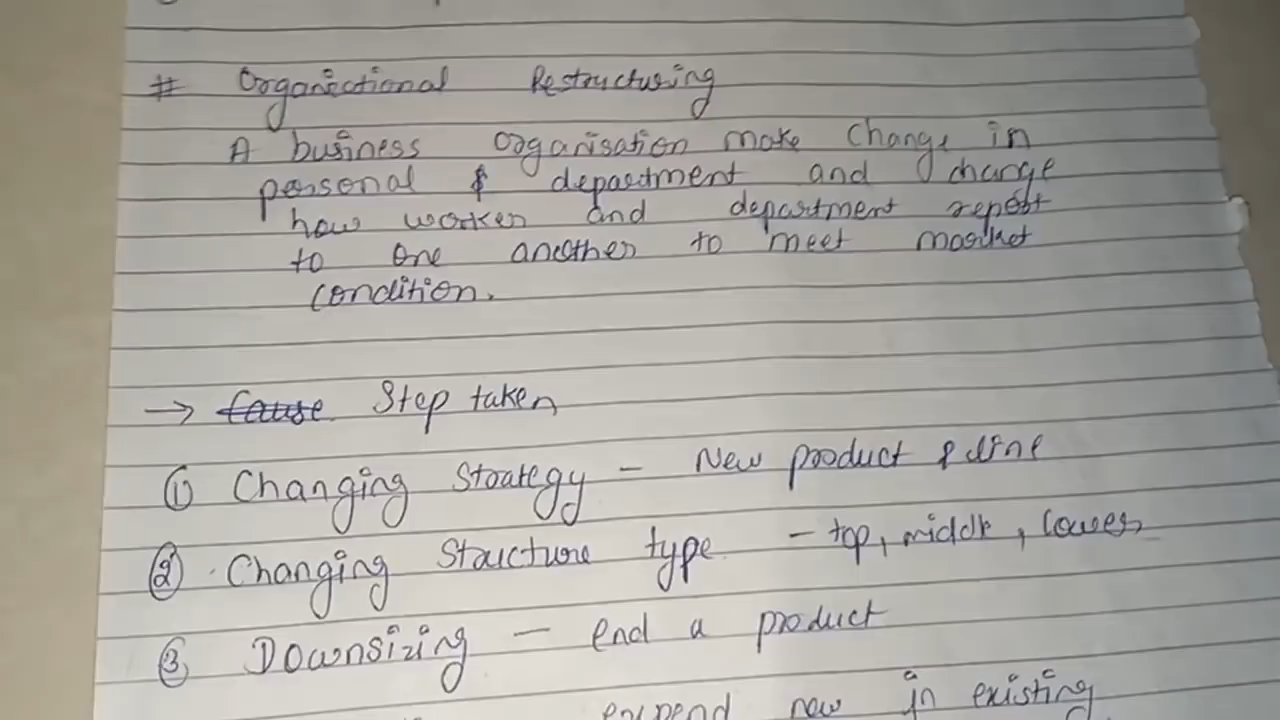 # Organictional Restructuring
A business organisation make change in
personal & department and change
how worker and department report
to one another to meet market
condition.
→ Cause Step taken
① Changing Strategy - New product & line
② Changing Structure type - top, middle, lower
③ Downsizing - end a product
expend new in existing